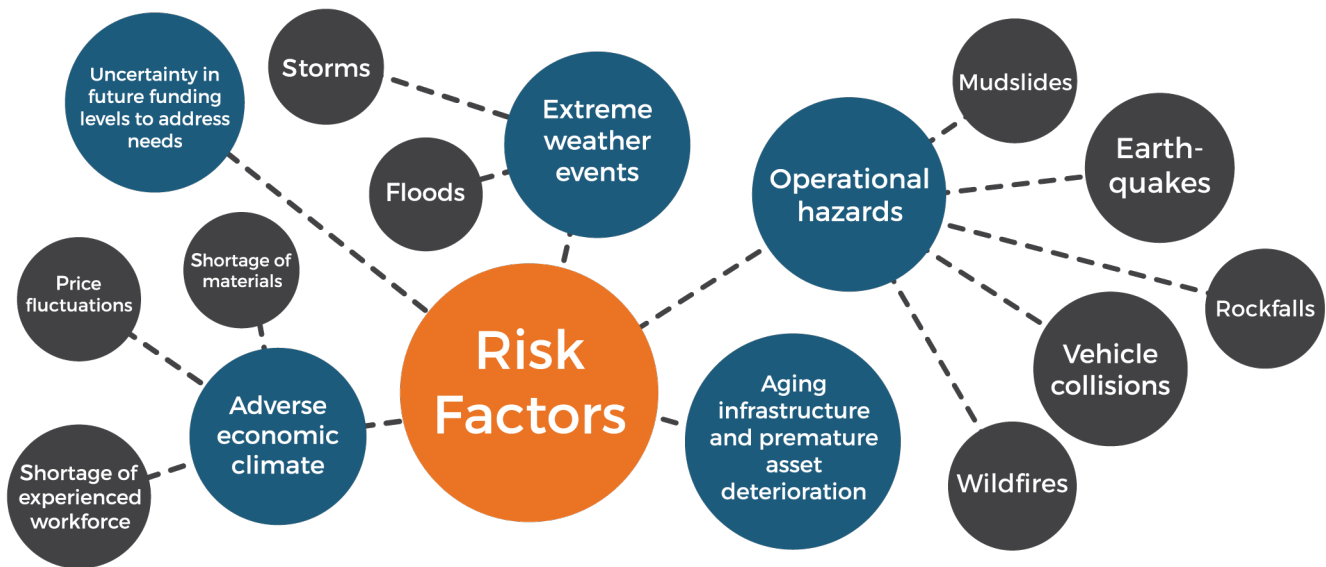 Uncertainty in
future funding
levels to address
needs
Storms
Extreme
weather
events
Floods
Mudslides
Earth-
quakes
Operational
hazards
Rockfalls
Vehicle
collisions
Wildfires
Shortage of
materials
Price
fluctuations
Risk
Factors
Adverse
economic
climate
Shortage of
experienced
workforce
Aging
infrastructure
and premature
asset
deterioration